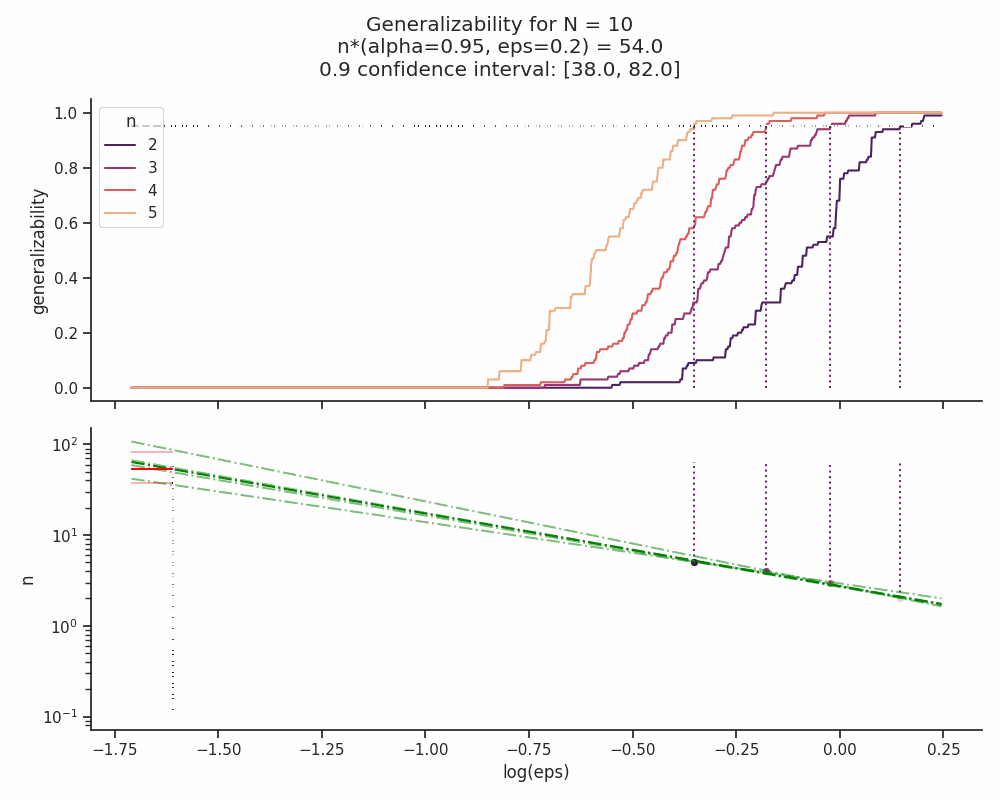 Generalizability for N = 10
n*(alpha=0.95, eps=0.2) = 54.0
0.9 confidence interval: [38.0, 82.0]
generalizability
1.0
0.8
0.6
0.4
0.2
0.0
n
2
3
4
5
n
10²
10¹
10⁰
10⁻¹
−1.75 −1.50 −1.25 −1.00 −0.75 −0.50 −0.25 0.00 0.25
log(eps)